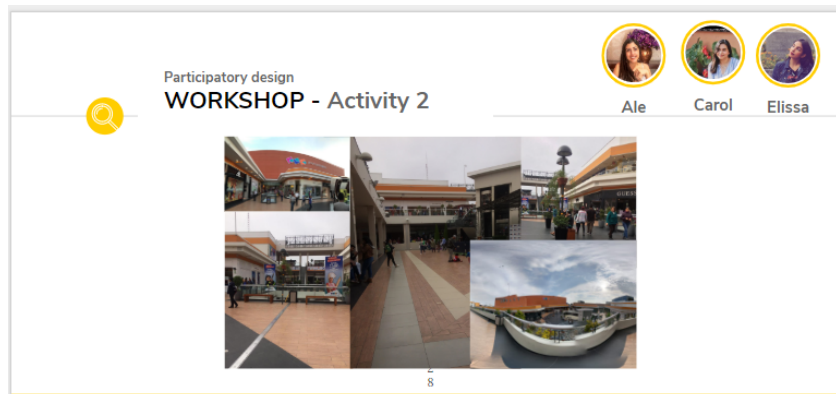 Participatory design
WORKSHOP - Activity 2
Ale
Carol
Elissa
2
8